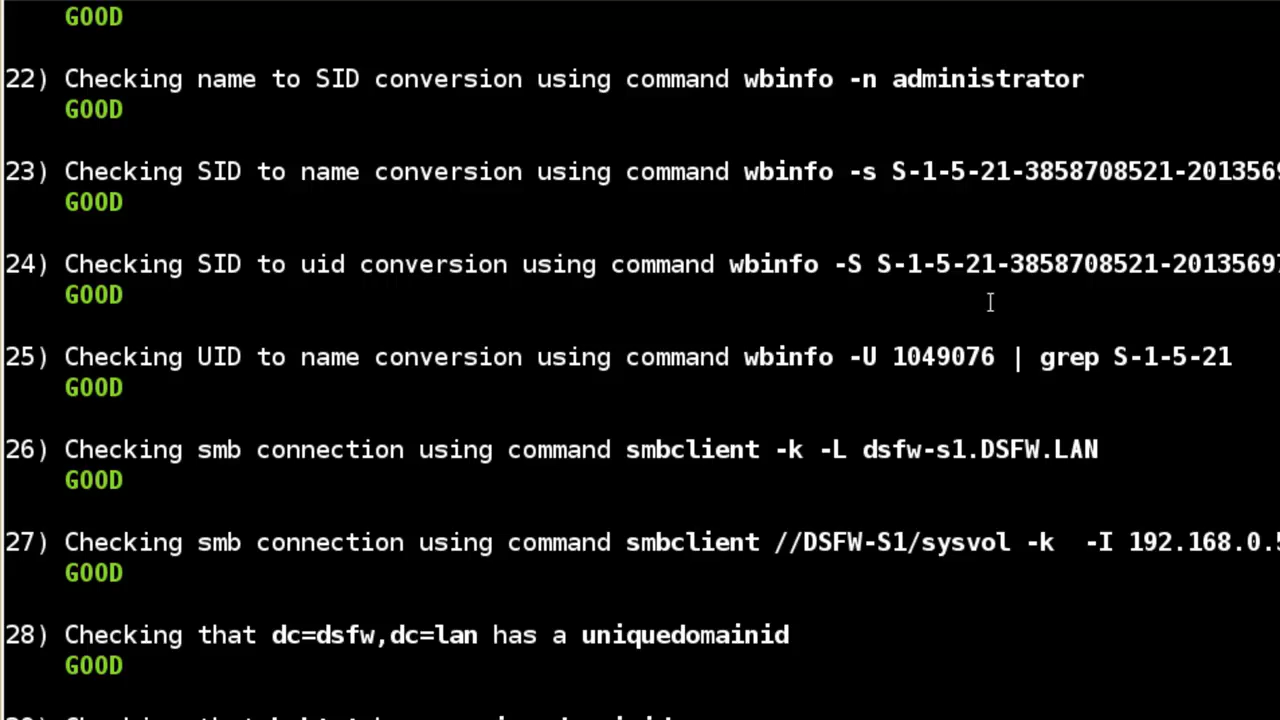 GOOD
22) Checking name to SID conversion using command wbinfo -n administrator
GOOD
23) Checking SID to name conversion using command wbinfo -s S-1-5-21-3858708521-201356
GOOD
24) Checking SID to uid conversion using command wbinfo -S S-1-5-21-3858708521-2013569
GOOD
25) Checking UID to name conversion using command wbinfo -U 1049076 | grep S-1-5-21
GOOD
26) Checking smb connection using command smbclient -k -L dsfw-s1.DSFW.LAN
GOOD
27) Checking smb connection using command smbclient //DSFW-S1/sysvol -k -I 192.168.0.
GOOD
28) Checking that dc=dsfw,dc=lan has a uniquedomainid
GOOD
Checking that